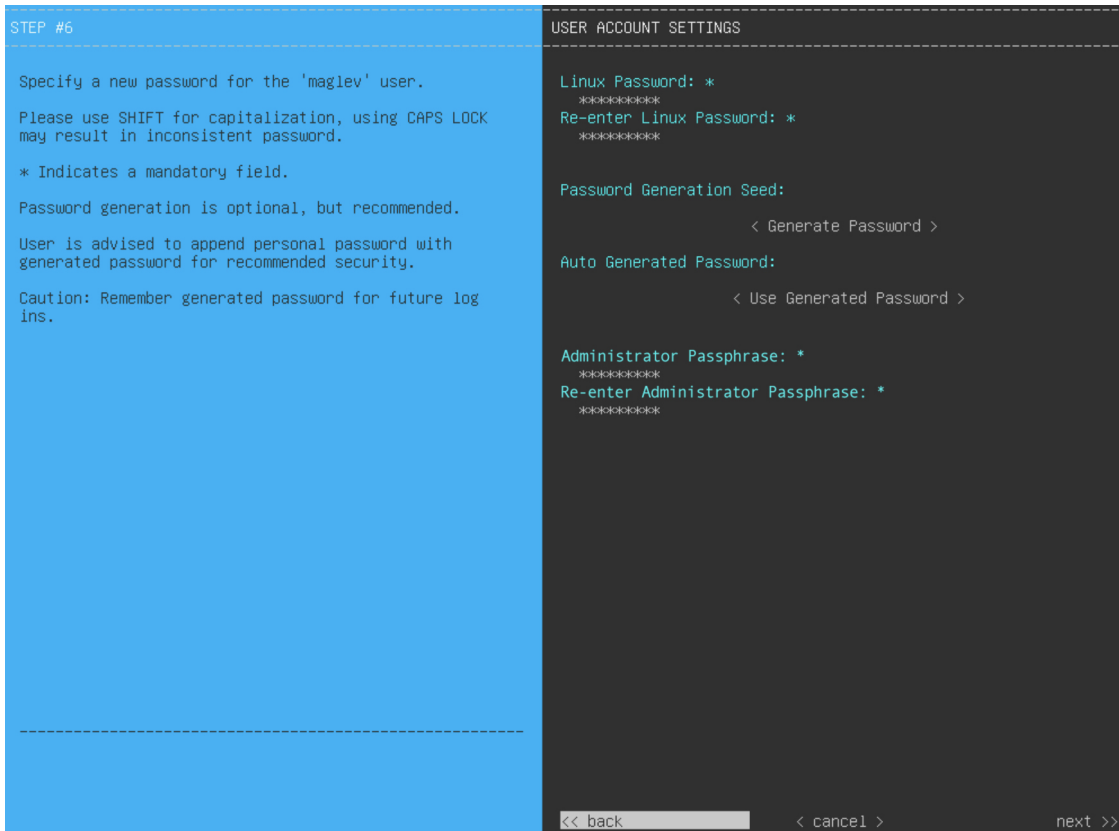 STEP #6
Specify a new password for the 'maglev' user.
Please use SHIFT for capitalization, using CAPS LOCK
may result in inconsistent password.
* Indicates a mandatory field.
Password generation is optional, but recommended.
User is advised to append personal password with
generated password for recommended security.
Caution: Remember generated password for future log
ins.
USER ACCOUNT SETTINGS
Linux Password: *
*********
Re-enter Linux Password: *
*********
Password Generation Seed:
< Generate Password >
Auto Generated Password:
< Use Generated Password >
Administrator Passphrase: *
*********
Re-enter Administrator Passphrase: *
*********
<< back < cancel > next >>